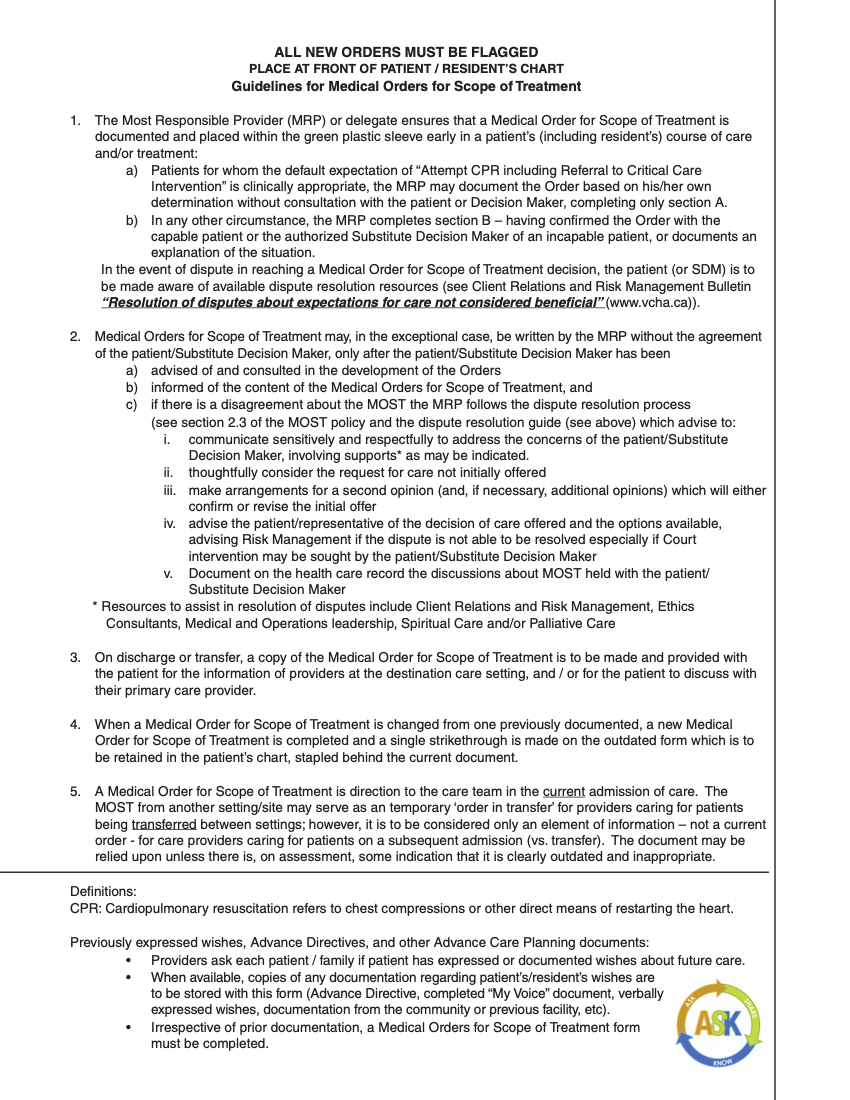 ALL NEW ORDERS MUST BE FLAGGED
PLACE AT FRONT OF PATIENT / RESIDENT'S CHART
Guidelines for Medical Orders for Scope of Treatment
1. The Most Responsible Provider (MRP) or delegate ensures that a Medical Order for Scope of Treatment is
documented and placed within the green plastic sleeve early in a patient's (including resident's) course of care
and/or treatment:
a) Patients for whom the default expectation of “Attempt CPR including Referral to Critical Care
Intervention” is clinically appropriate, the MRP may document the Order based on his/her own
determination without consultation with the patient or Decision Maker, completing only section A.
b) In any other circumstance, the MRP completes section B – having confirmed the Order with the
capable patient or the authorized Substitute Decision Maker of an incapable patient, or documents an
explanation of the situation.
In the event of dispute in reaching a Medical Order for Scope of Treatment decision, the patient (or SDM) is to
be made aware of available dispute resolution resources (see Client Relations and Risk Management Bulletin
“Resolution of disputes about expectations for care not considered beneficial” (www.vcha.ca)).
2. Medical Orders for Scope of Treatment may, in the exceptional case, be written by the MRP without the agreement
of the patient/Substitute Decision Maker, only after the patient/Substitute Decision Maker has been
a) advised of and consulted in the development of the Orders
b) informed of the content of the Medical Orders for Scope of Treatment, and
c) if there is a disagreement about the MOST the MRP follows the dispute resolution process
(see section 2.3 of the MOST policy and the dispute resolution guide (see above) which advise to:
i. communicate sensitively and respectfully to address the concerns of the patient/Substitute
Decision Maker, involving supports* as may be indicated.
ii. thoughtfully consider the request for care not initially offered
iii. make arrangements for a second opinion (and, if necessary, additional opinions) which will either
confirm or revise the initial offer
iv. advise the patient/representative of the decision of care offered and the options available,
advising Risk Management if the dispute is not able to be resolved especially if Court
intervention may be sought by the patient/Substitute Decision Maker
v. Document on the health care record the discussions about MOST held with the patient/
Substitute Decision Maker
* Resources to assist in resolution of disputes include Client Relations and Risk Management, Ethics
Consultants, Medical and Operations leadership, Spiritual Care and/or Palliative Care
3. On discharge or transfer, a copy of the Medical Order for Scope of Treatment is to be made and provided with
the patient for the information of providers at the destination care setting, and / or for the patient to discuss with
their primary care provider.
4. When a Medical Order for Scope of Treatment is changed from one previously documented, a new Medical
Order for Scope of Treatment is completed and a single strikethrough is made on the outdated form which is to
be retained in the patient's chart, stapled behind the current document.
5. A Medical Order for Scope of Treatment is direction to the care team in the current admission of care. The
MOST from another setting/site may serve as an temporary ‘order in transfer’ for providers caring for patients
being transferred between settings; however, it is to be considered only an element of information – not a current
order - for care providers caring for patients on a subsequent admission (vs. transfer). The document may be
relied upon unless there is, on assessment, some indication that it is clearly outdated and inappropriate.
Definitions:
CPR: Cardiopulmonary resuscitation refers to chest compressions or other direct means of restarting the heart.
Previously expressed wishes, Advance Directives, and other Advance Care Planning documents:
• Providers ask each patient / family if patient has expressed or documented wishes about future care.
• When available, copies of any documentation regarding patient's/resident's wishes are
to be stored with this form (Advance Directive, completed “My Voice” document, verbally
expressed wishes, documentation from the community or previous facility, etc).
• Irrespective of prior documentation, a Medical Orders for Scope of Treatment form
must be completed.
ASK
SHARE
ASK
KNOW